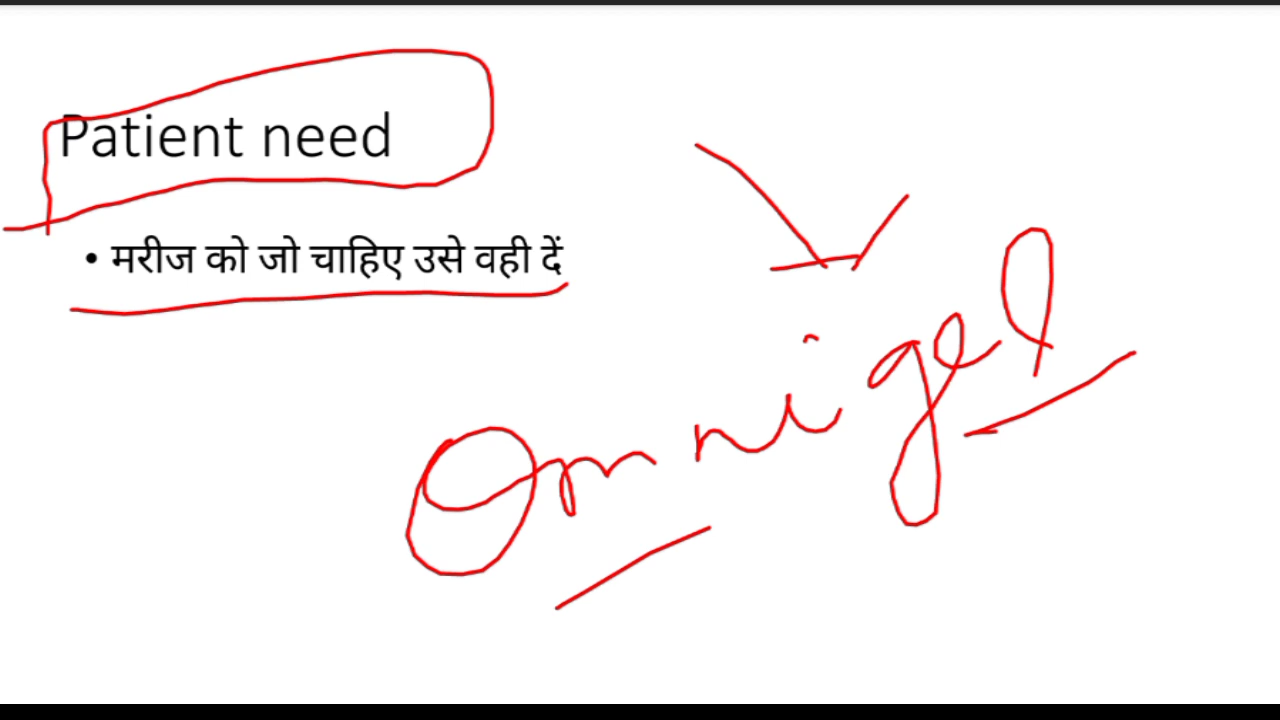 Patient need
• मरीज को जो चाहिए उसे वही दें
Omnigel